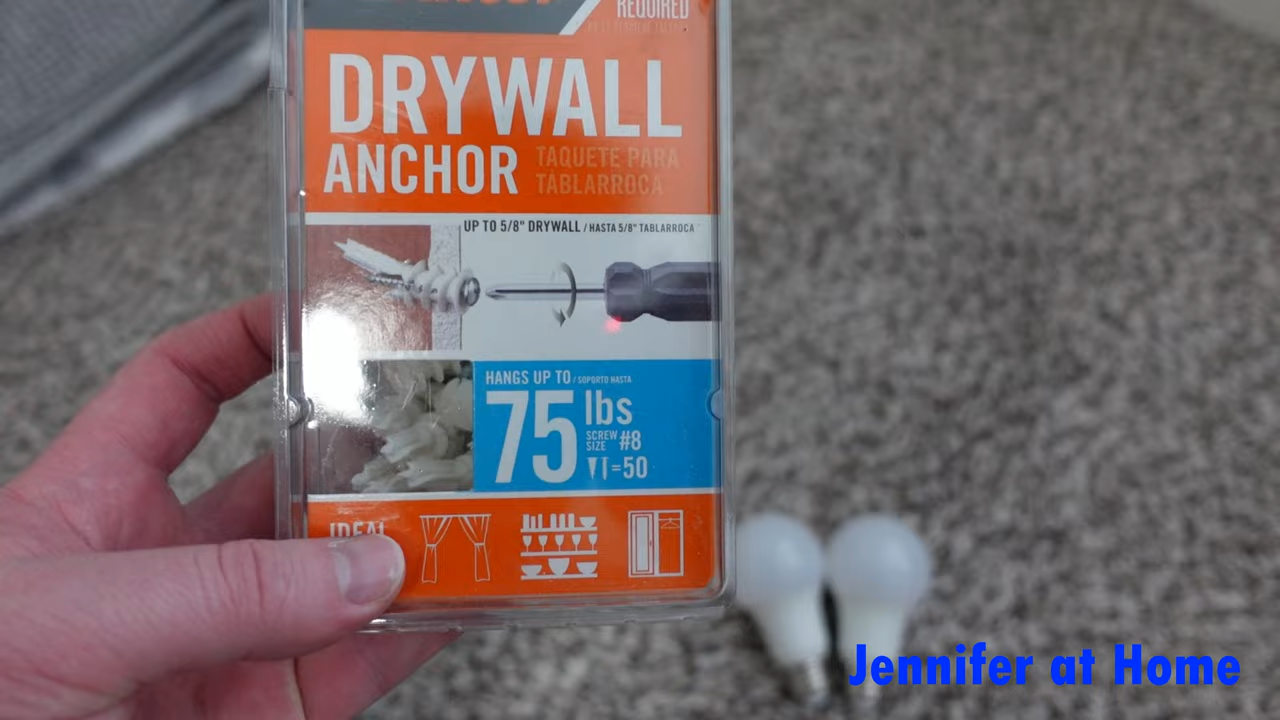 REQUIRED
DRYWALL
ANCHOR
TAQUETE PARA
TABLARROCA
UP TO 5/8" DRYWALL / HASTA 5/8" TABLARROCA
HANGS UP TO / SOPORTO HASTA
75 lbs
SCREW SIZE #8
=50
IDEAL
Jennifer at Home